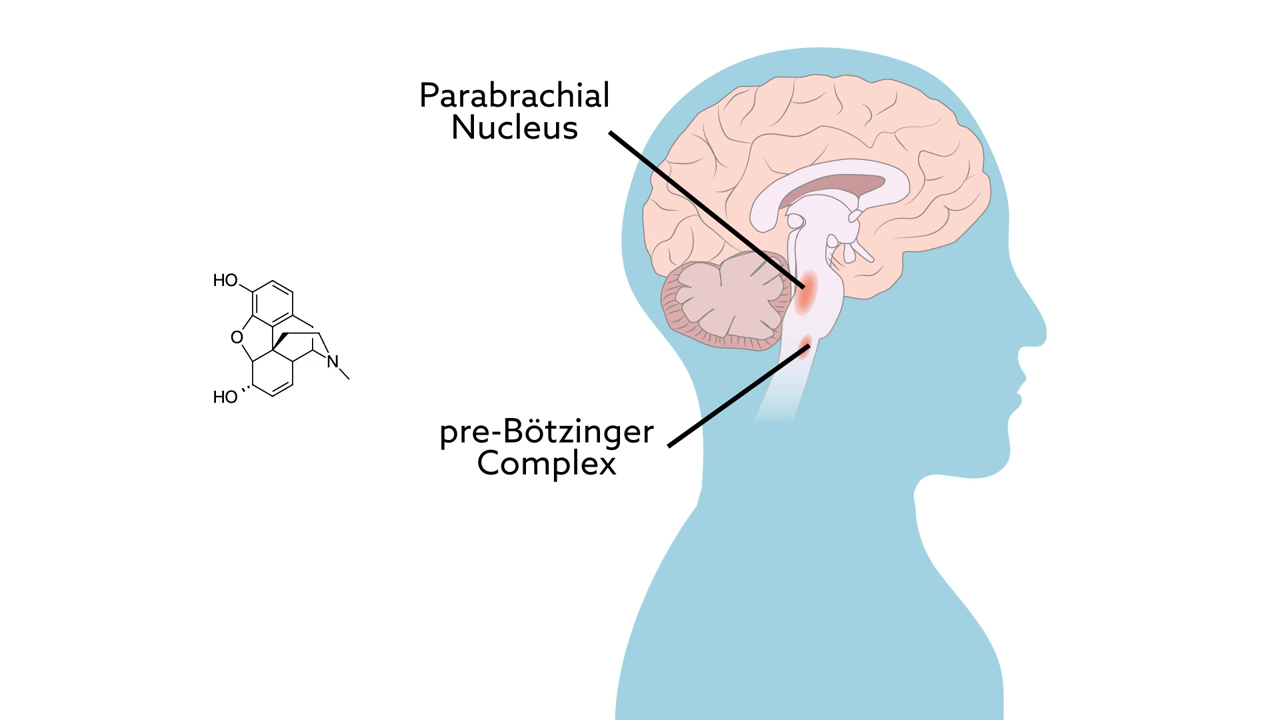 Parabrachial
Nucleus
HO
O
N
HO
pre-Bötzinger
Complex